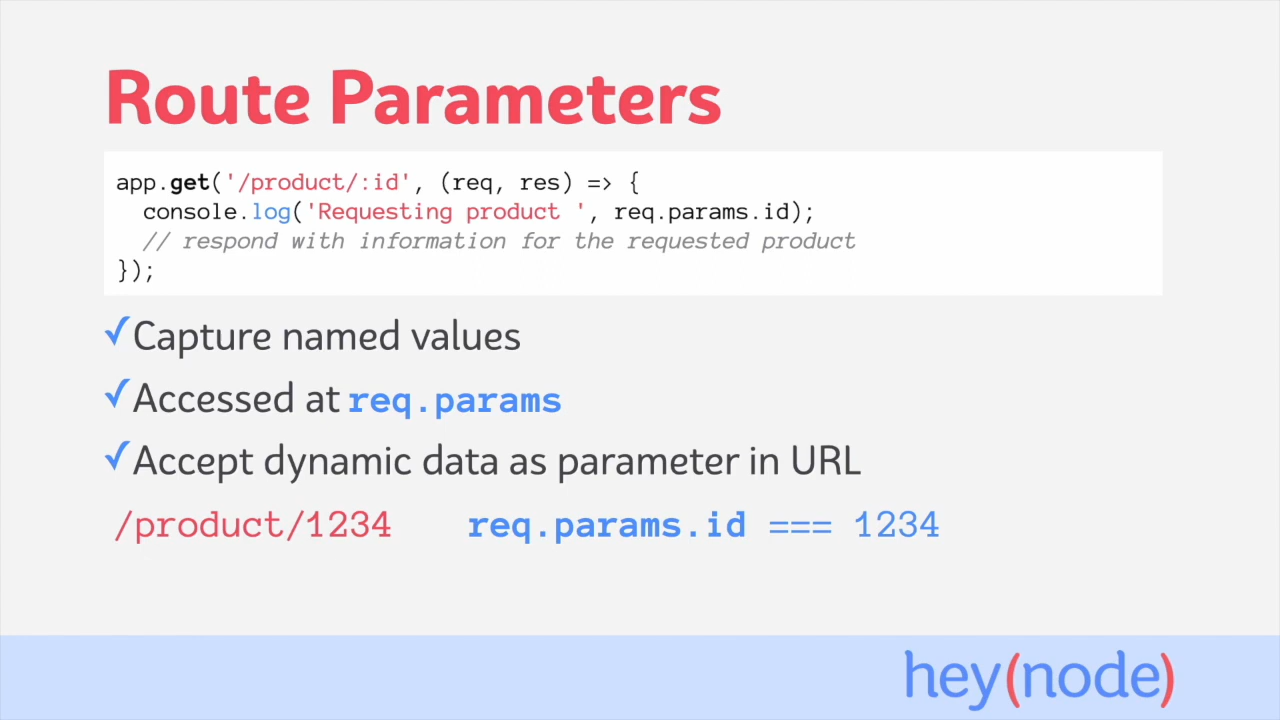 Route Parameters
app.get('/product/:id', (req, res) => {
  console.log('Requesting product ', req.params.id);
  // respond with information for the requested product
});
✓Capture named values
✓Accessed at req.params
✓Accept dynamic data as parameter in URL
/product/1234 req.params.id === 1234
hey(node)